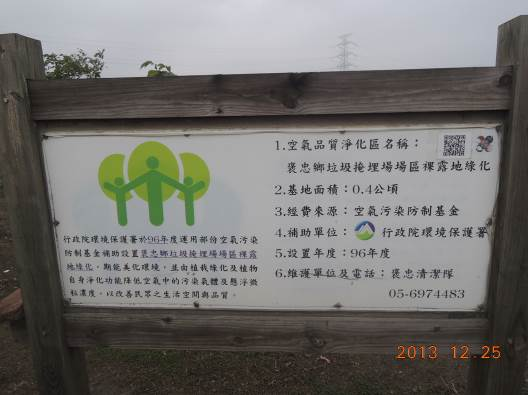 行政院環境保護署於96年度運用部份空氣污染
防制基金補助設置褒忠鄉垃圾掩埋場場區裸露
地綠化，期能美化環境，並由植栽綠化及植物
自身淨化功能降低空氣中的污染氣體及懸浮微
粒濃度，以改善民眾之生活空間與品質。
1.空氣品質淨化區名稱：
褒忠鄉垃圾掩埋場場區裸露地綠化
2.基地面積：0.4公頃
3.經費來源：空氣污染防制基金
4.補助單位：行政院環境保護署
5.設置年度：96年度
6.維護單位及電話：褒忠清潔隊
05-6974483
2013 12.25